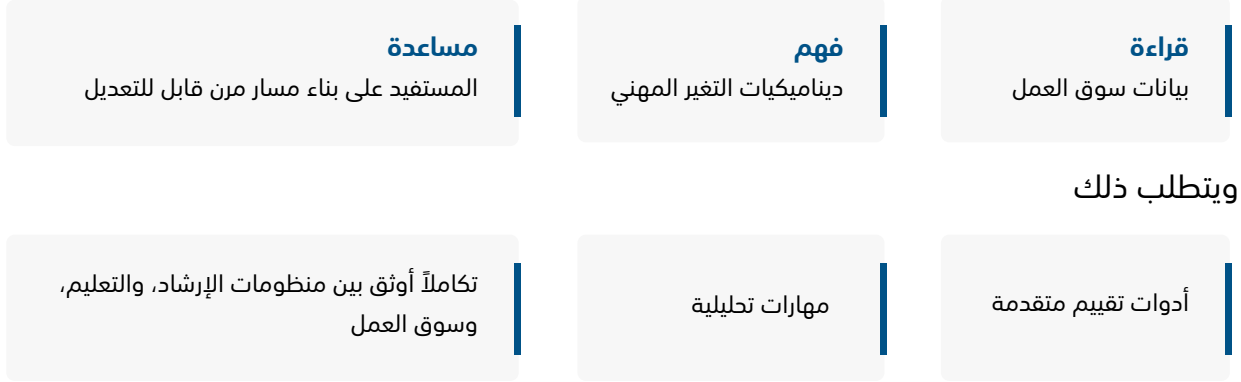 قراءة
بيانات سوق العمل
فهم
ديناميكيات التغير المهني
مساعدة
المستفيد على بناء مسار مرن قابل للتعديل
ويتطلب ذلك
أدوات تقييم متقدمة
مهارات تحليلية
تكاملاً أوثق بين منظومات الإرشاد، والتعليم،
وسوق العمل